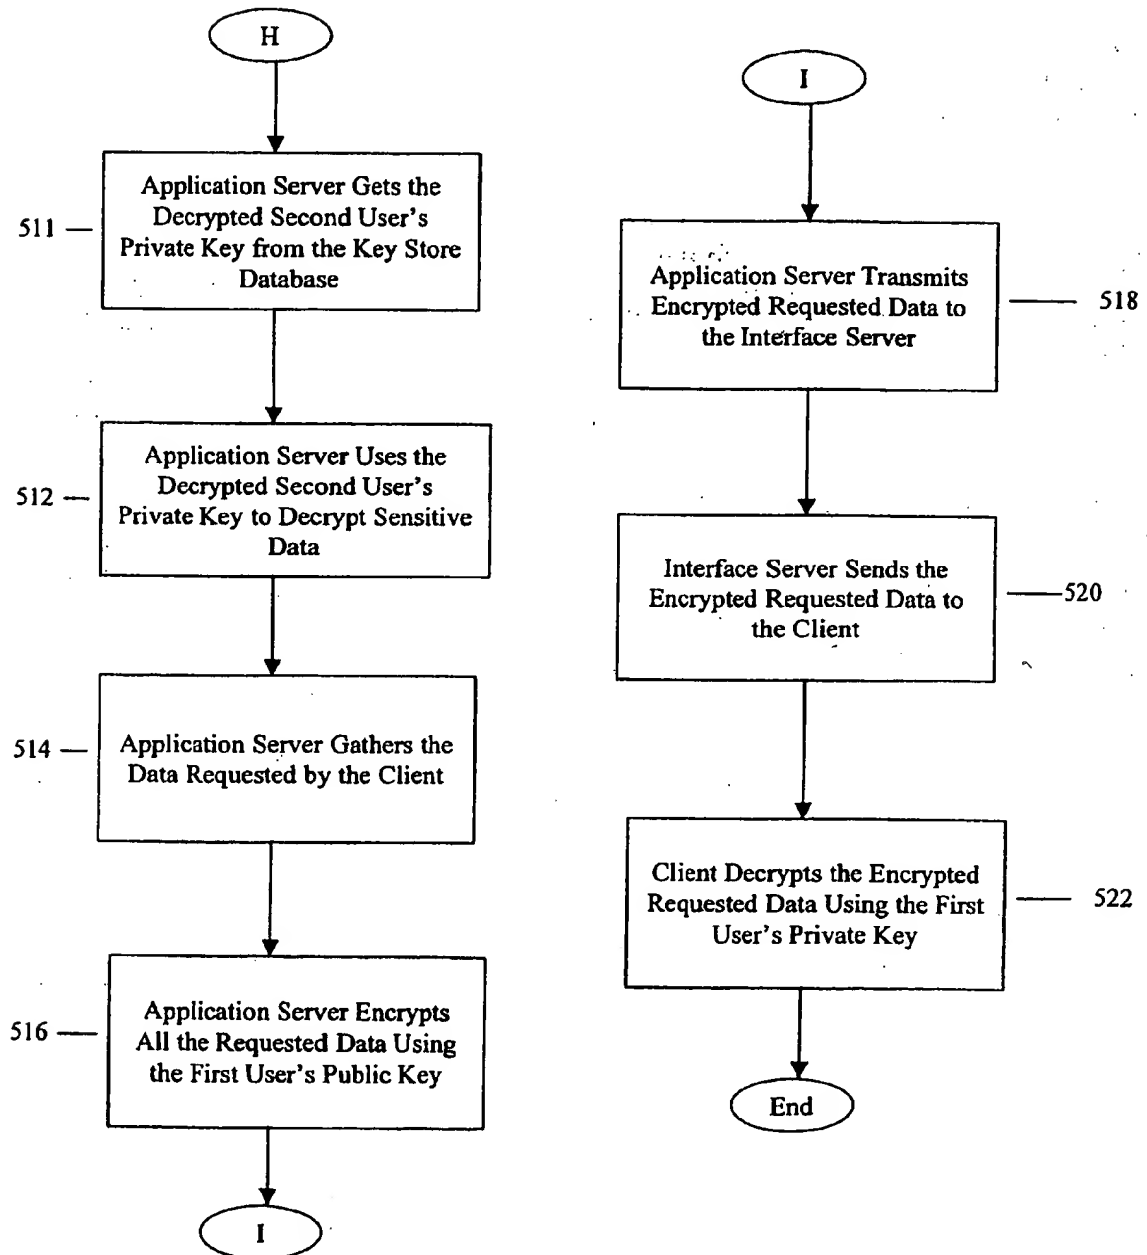 H
511
Application Server Gets the
Decrypted Second User's
Private Key from the Key Store
Database
512
Application Server Uses the
Decrypted Second User's
Private Key to Decrypt Sensitive
Data
514
Application Server Gathers the
Data Requested by the Client
516
Application Server Encrypts
All the Requested Data Using
the First User's Public Key
I
I
Application Server Transmits
Encrypted Requested Data to
the Interface Server
518
Interface Server Sends the
Encrypted Requested Data to
the Client
520
Client Decrypts the Encrypted
Requested Data Using the First
User's Private Key
522
End